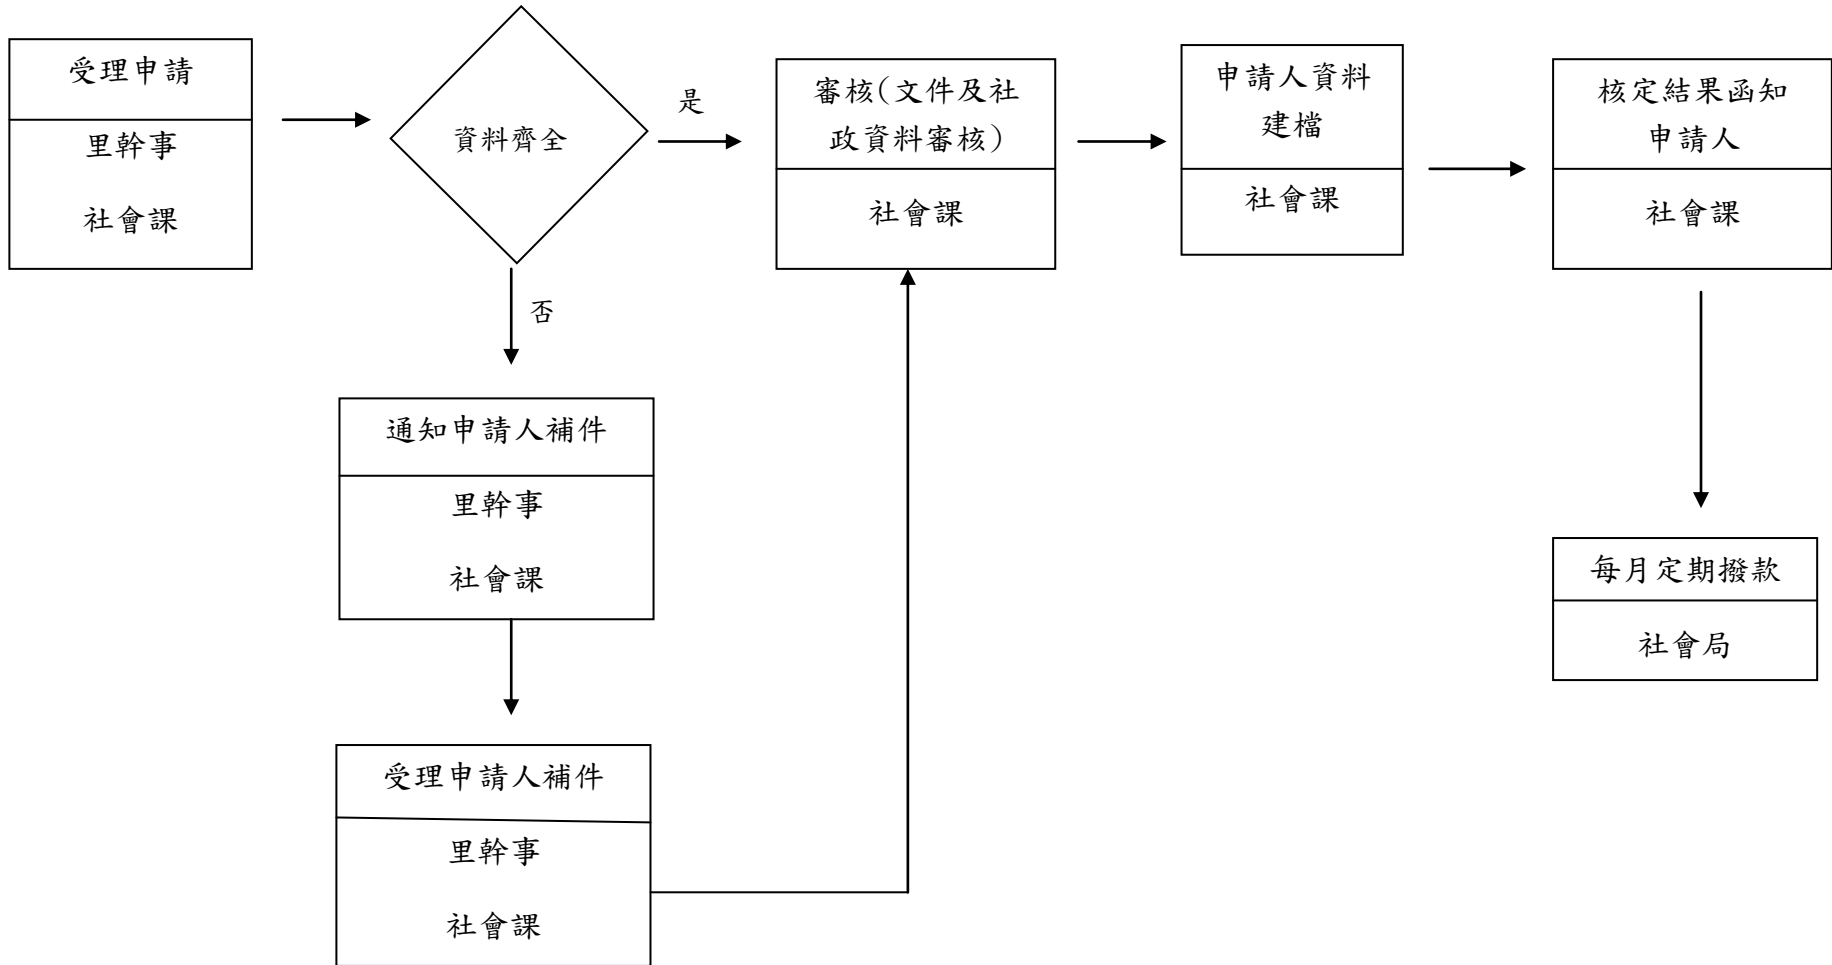 受理申請
里幹事
社會課
資料齊全
是
否
審核(文件及社
政資料審核)
社會課
申請人資料
建檔
社會課
核定結果函知
申請人
社會課
通知申請人補件
里幹事
社會課
每月定期撥款
社會局
受理申請人補件
里幹事
社會課